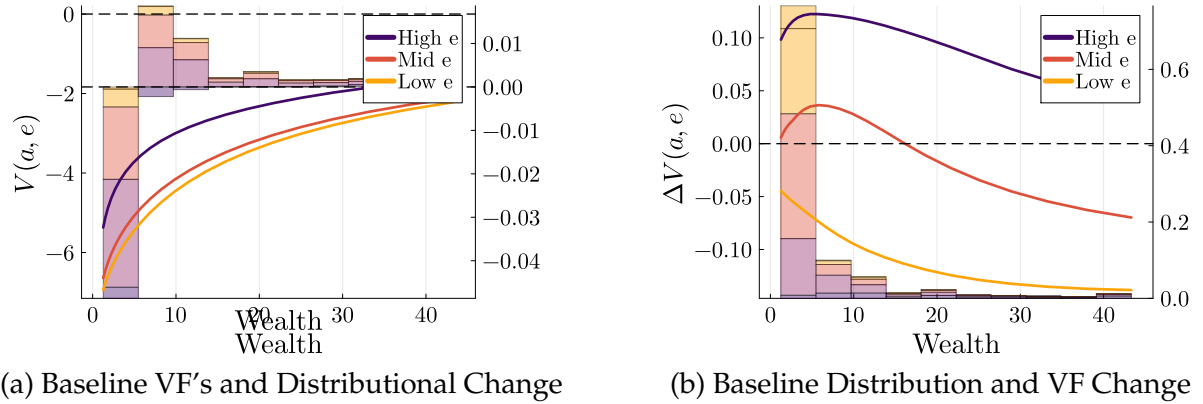 0
−2
−4
−6
V(a, e)
High e
Mid e
Low e
0.01
0.00
−0.01
−0.02
−0.03
−0.04
0 10 20 30 40
Wealth
Wealth
(a) Baseline VF's and Distributional Change
0.10
0.05
0.00
−0.05
−0.10
ΔV(a, e)
High e
Mid e
Low e
0.6
0.4
0.2
0.0
0 10 20 30 40
Wealth
(b) Baseline Distribution and VF Change